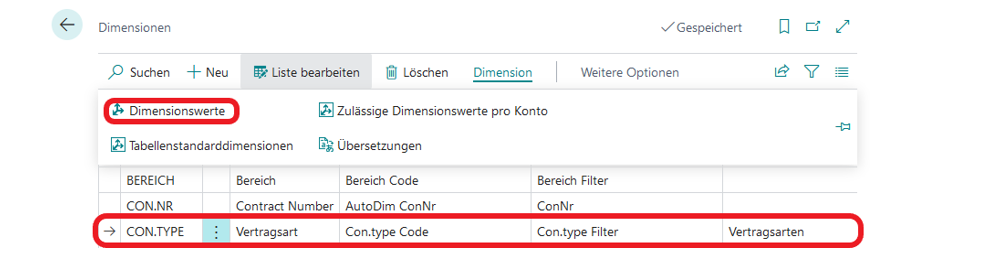 Dimensionen
Gespeichert
Suchen Neu Liste bearbeiten Löschen Dimension Weitere Optionen
Dimensionswerte Zulässige Dimensionswerte pro Konto
Tabellenstandarddimensionen Übersetzungen
BEREICH Bereich Bereich Code Bereich Filter
CON.NR Contract Number AutoDim ConNr ConNr
CON.TYPE Vertragsart Con.type Code Con.type Filter Vertragsarten